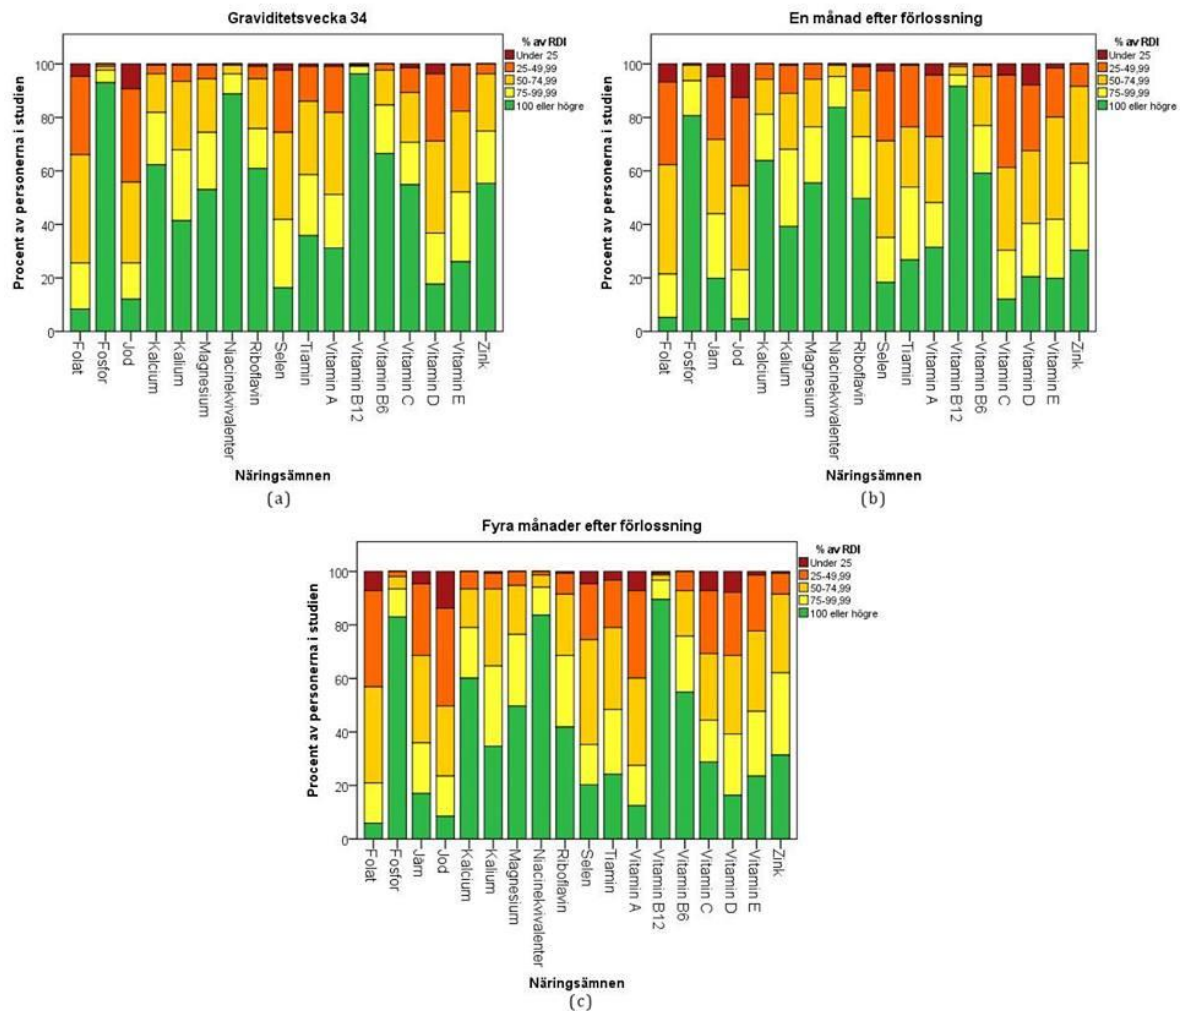 Graviditetsvecka 34
% av RDI
Under 25
25-49,99
50-74,99
75-99,99
100 eller högre
Procent av personerna i studien
100
80
60
40
20
0
Folat
Fosfor
Jod
Kalcium
Kalium
Magnesium
Niacinekvivalenter
Riboflavin
Selen
Tiamin
Vitamin A
Vitamin B12
Vitamin B6
Vitamin C
Vitamin D
Vitamin E
Zink
Näringsämnen
(a)
En månad efter förlossning
% av RDI
Under 25
25-49,99
50-74,99
75-99,99
100 eller högre
Procent av personerna i studien
100
80
60
40
20
0
Folat
Fosfor
Järn
Jod
Kalcium
Kalium
Magnesium
Niacinekvivalenter
Riboflavin
Selen
Tiamin
Vitamin A
Vitamin B12
Vitamin B6
Vitamin C
Vitamin D
Vitamin E
Zink
Näringsämnen
(b)
Fyra månader efter förlossning
% av RDI
Under 25
25-49,99
50-74,99
75-99,99
100 eller högre
Procent av personerna i studien
100
80
60
40
20
0
Folat
Fosfor
Järn
Jod
Kalcium
Kalium
Magnesium
Niacinekvivalenter
Riboflavin
Selen
Tiamin
Vitamin A
Vitamin B12
Vitamin B6
Vitamin C
Vitamin D
Vitamin E
Zink
Näringsämnen
(c)